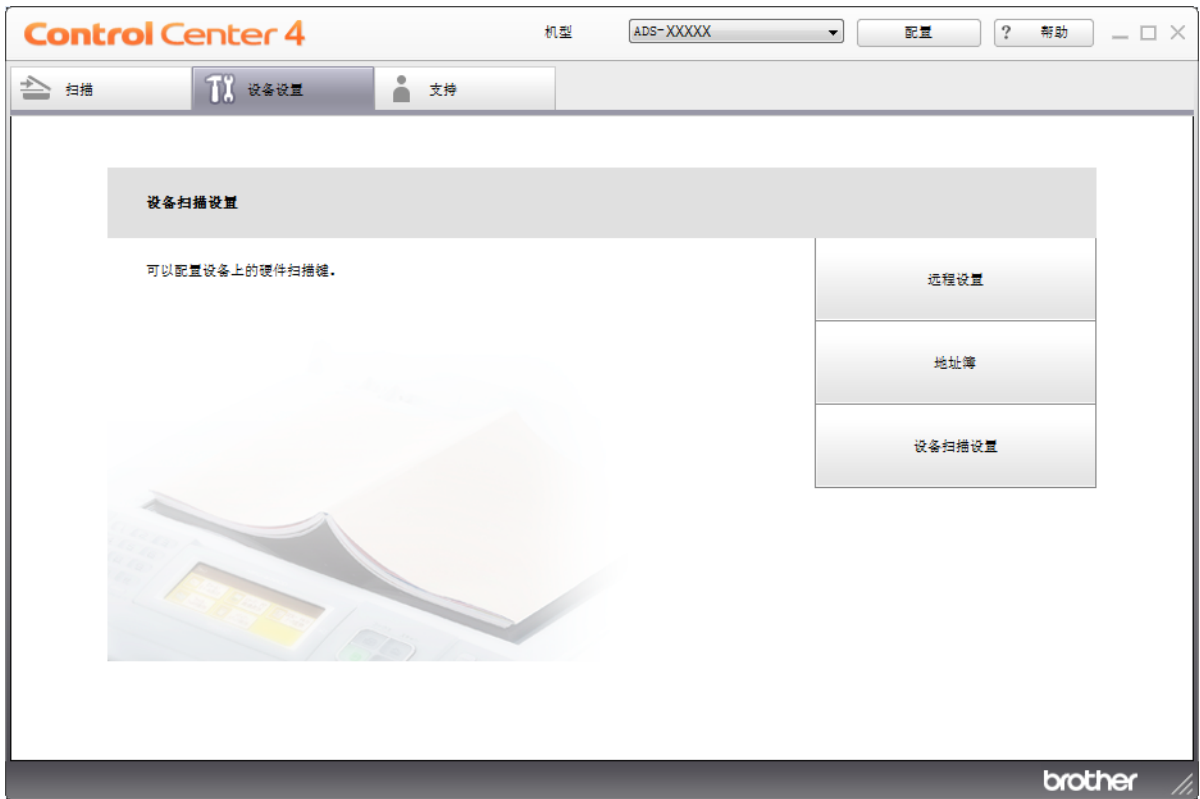 Control Center 4
机型
ADS-XXXXX
配置
? 帮助
扫描
设备设置
支持
设备扫描设置
可以配置设备上的硬件扫描键.
远程设置
地址簿
设备扫描设置
brother